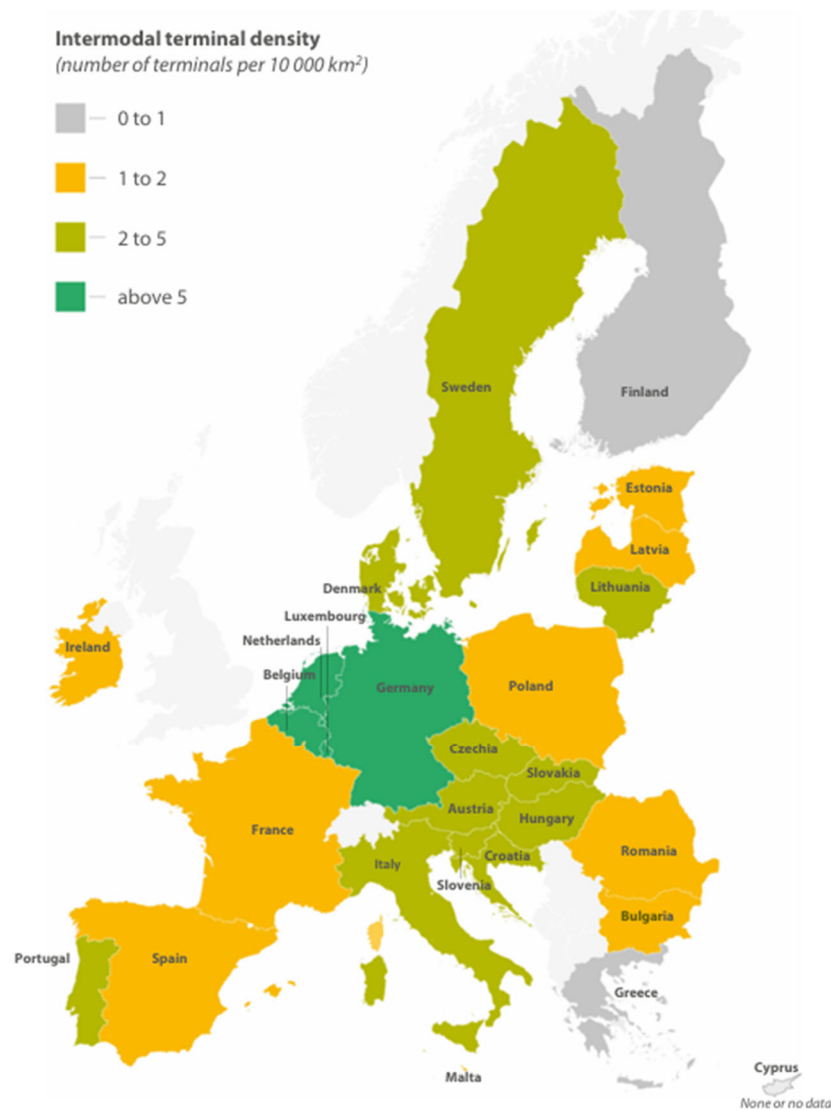 Intermodal terminal density
(number of terminals per 10 000 km²)
0 to 1
1 to 2
2 to 5
above 5
Sweden
Finland
Estonia
Latvia
Lithuania
Denmark
Luxembourg
Netherlands
Ireland
Belgium
Germany
Poland
Czechia
Slovakia
Austria
Hungary
France
Romania
Croatia
Italy
Slovenia
Bulgaria
Portugal
Spain
Greece
Malta
Cyprus
None or no data